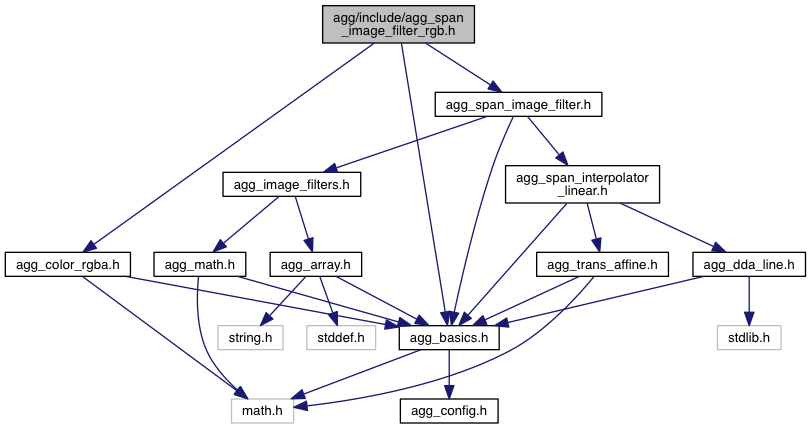 agg/include/agg_span
_image_filter_rgb.h
agg_span_image_filter.h
agg_image_filters.h
agg_span_interpolator
_linear.h
agg_color_rgba.h
agg_math.h
agg_array.h
agg_trans_affine.h
agg_dda_line.h
string.h
stddef.h
agg_basics.h
stdlib.h
math.h
agg_config.h